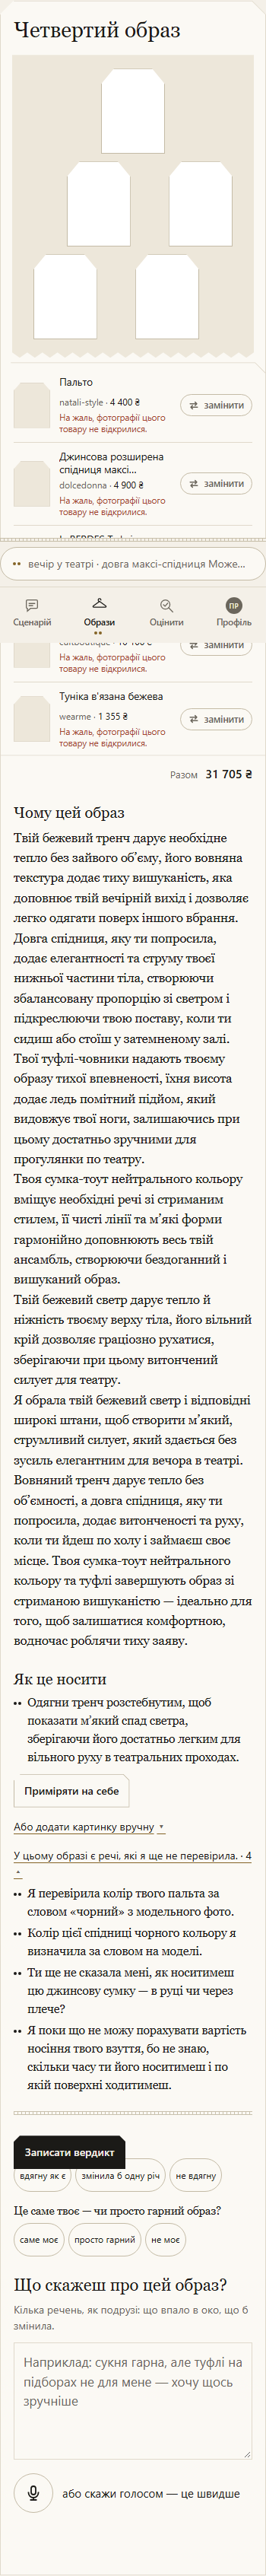 Четвертий образ
Пальто
natali-style · 4 400 ₴
На жаль, фотографії цього
товару не відкрилися.
замінити
Джинсова розширена
спідниця максі...
dolcedonna · 4 900 ₴
На жаль, фотографії цього
товару не відкрилися.
замінити
вечір у театрі · довга максі-спідниця Може...
Сценарій
Образи
Оцінити
ПР
Профіль
На жаль, фотографії цього
товару не відкрилися.
замінити
Туніка в'язана бежева
wearme · 1 355 ₴
На жаль, фотографії цього
товару не відкрилися.
замінити
Разом 31 705 ₴
Чому цей образ
Твій бежевий тренч дарує необхідне
тепло без зайвого об’єму, його вовняна
текстура додає тиху вишуканість, яка
доповнює твій вечірній вихід і дозволяє
легко одягати поверх іншого вбрання.
Довга спідниця, яку ти попросила,
додає елегантності та струму твоєї
нижньої частини тіла, створюючи
збалансовану пропорцію зі светром і
підкреслюючи твою поставу, коли ти
сидиш або стоїш у затемненому залі.
Твої туфлі-човники надають твоєму
образу тихої впевненості, їхня висота
додає ледь помітний підйом, який
видовжує твої ноги, залишаючись при
цьому достатньо зручними для
прогулянки по театру.
Твоя сумка-тоут нейтрального кольору
вміщує необхідні речі зі стриманим
стилем, її чисті лінії та м’які форми
гармонійно доповнюють весь твій
ансамбль, створюючи бездоганний і
вишуканий образ.
Твій бежевий светр дарує тепло й
ніжність твоєму верху тіла, його вільний
крій дозволяє граціозно рухатися,
зберігаючи при цьому витончений
силует для театру.
Я обрала твій бежевий светр і відповідні
широкі штани, щоб створити м’який,
струмливий силует, який здається без
зусиль елегантним для вечора в театрі.
Вовняний тренч дарує тепло без
об’ємності, а довга спідниця, яку ти
попросила, додає витонченості та руху,
коли ти йдеш по холу і займаєш своє
місце. Твоя сумка-тоут нейтрального
кольору та туфлі завершують образ зі
стриманою вишуканістю — ідеально для
того, щоб залишатися комфортною,
водночас роблячи тиху заяву.
Як це носити
Одягни тренч розстебнутим, щоб
показати м’який спад светра,
зберігаючи його достатньо легким для
вільного руху в театральних проходах.
Приміряти на себе
Або додати картинку вручну
У цьому образі є речі, які я ще не перевірила. · 4
Я перевірила колір твого пальта за
словом «чорний» з модельного фото.
Колір цієї спідниці чорного кольору я
визначила за словом на моделі.
Ти ще не сказала мені, як носитимеш
цю джинсову сумку — в руці чи через
плече?
Я поки що не можу порахувати вартість
носіння твого взуття, бо не знаю,
скільки часу ти його носитимеш і по
якій поверхні ходитимеш.
Записати вердикт
вдягну як є
змінила б одну річ
не вдягну
Це саме твоє — чи просто гарний образ?
саме моє
просто гарний
не моє
Що скажеш про цей образ?
Кілька речень, як подрузі: що впало в око, що б
змінила.
Наприклад: сукня гарна, але туфлі на
підборах не для мене — хочу щось
зручніше
або скажи голосом — це швидше